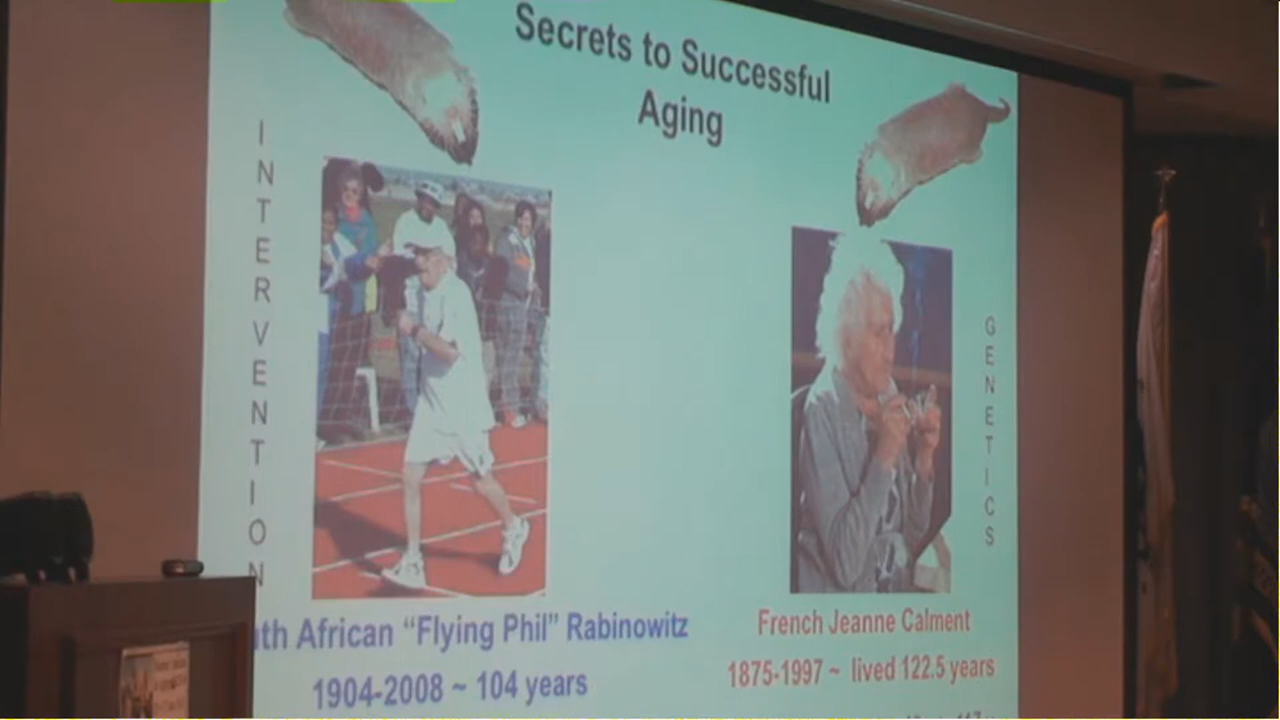 Secrets to Successful
Aging
INTERVENTION
GENETICS
African “Flying Phil” Rabinowitz
1904-2008 ~ 104 years
French Jeanne Calment
1875-1997 ~ lived 122.5 years